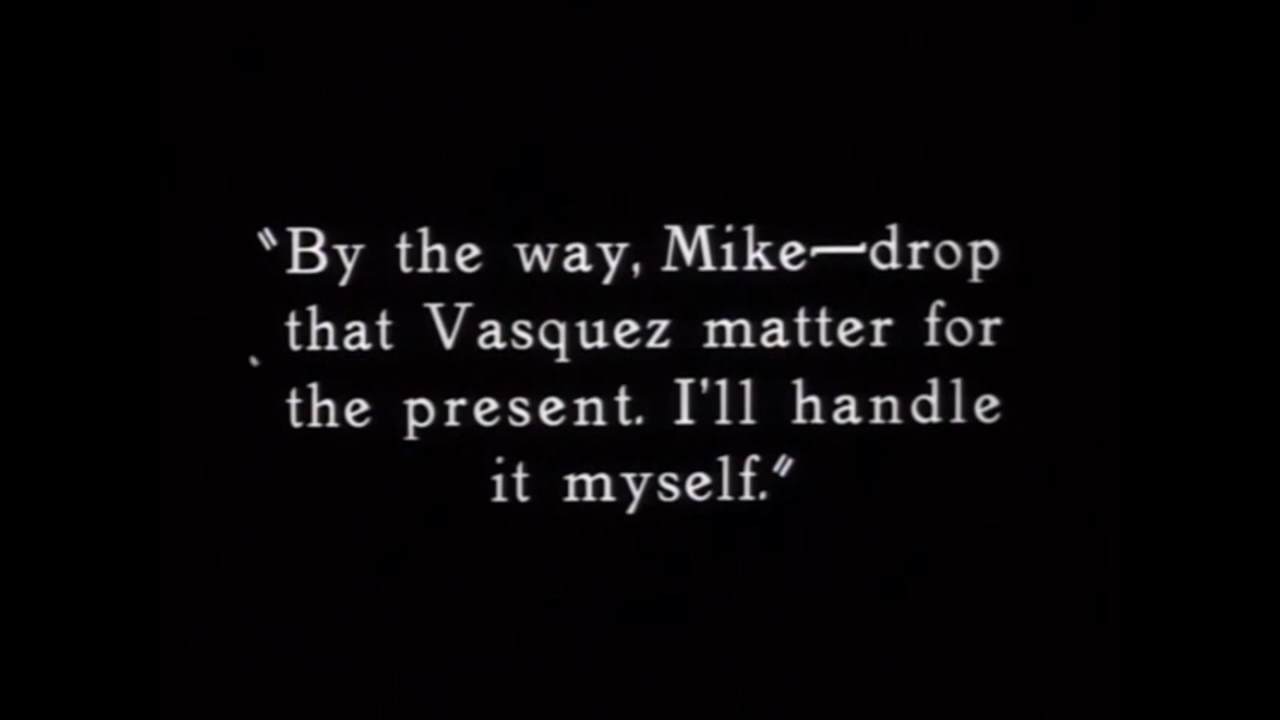 "By the way, Mike—drop
that Vasquez matter for
the present. I'll handle
it myself."